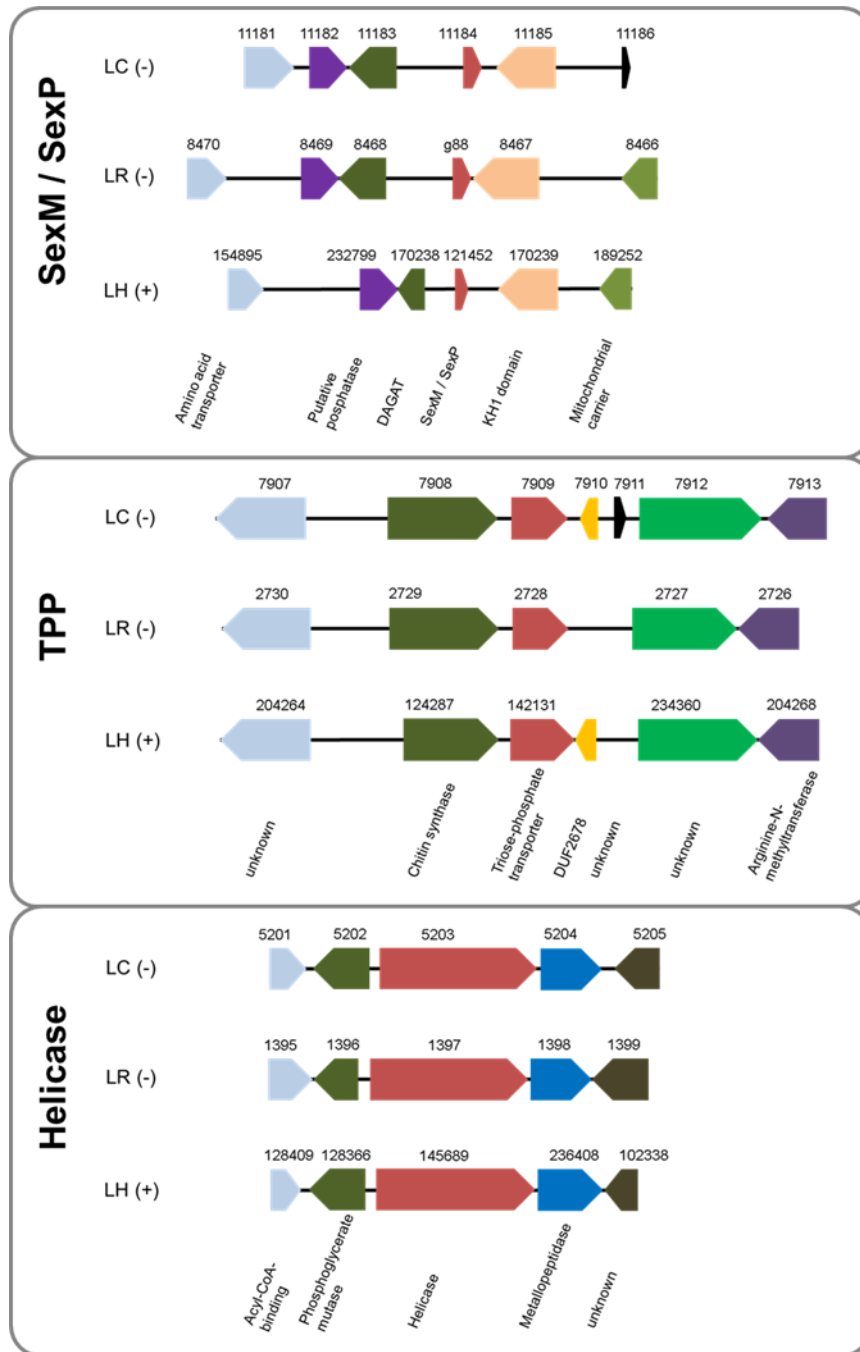 SexM / SexP
11181 11182 11183 11184 11185 11186
LC (-)
8470 8469 8468 g88 8467 8466
LR (-)
154895 232799 170238 121452 170239 189252
LH (+)
Amino acid
transporter
Putative
posphatase
DAGAT
SexM / SexP
KH1 domain
Mitochondrial
carrier
TPP
7907 7908 7909 7910 7911 7912 7913
LC (-)
2730 2729 2728 2727 2726
LR (-)
204264 124287 142131 234360 204268
LH (+)
unknown
Chitin synthase
Triose-phosphate
transporter
DUF2678
unknown
unknown
Arginine-N-
methyltransferase
Helicase
5201 5202 5203 5204 5205
LC (-)
1395 1396 1397 1398 1399
LR (-)
128409 128366 145689 236408 102338
LH (+)
Acyl-CoA-
binding
Phosphoglycerate
mutase
Helicase
Metallopeptidase
unknown